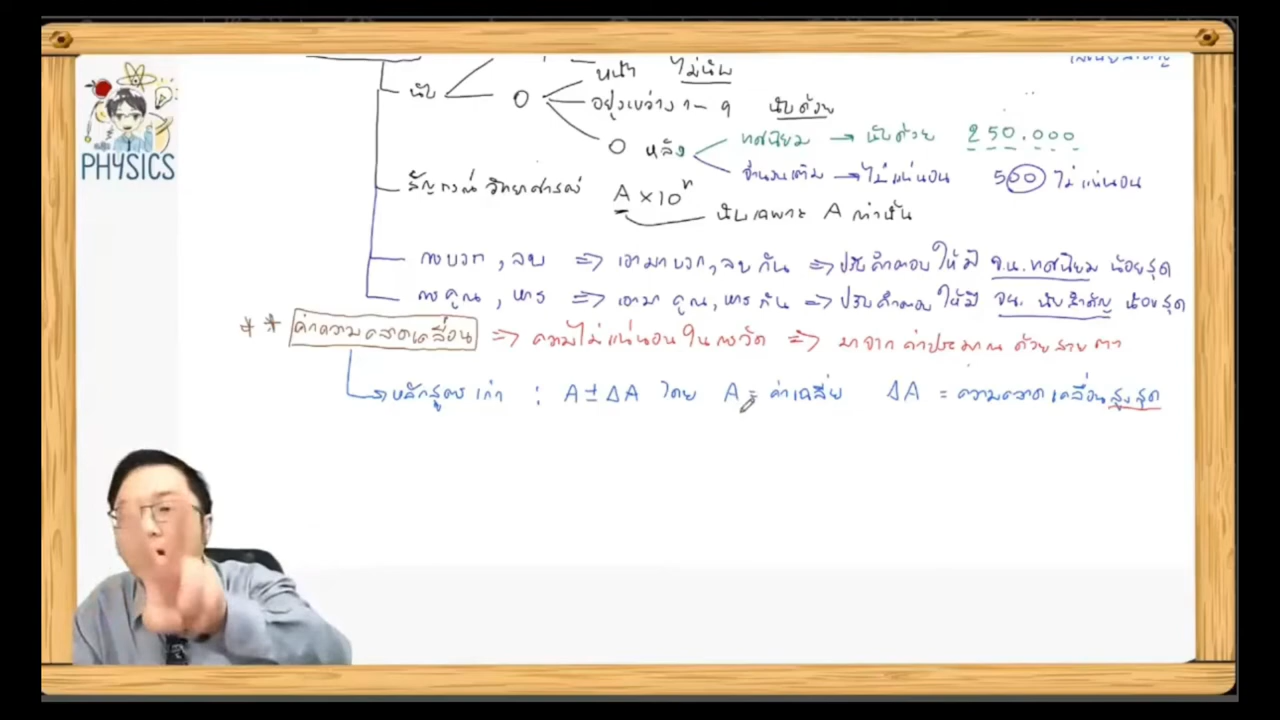 หน้า ไม่นับ
นับ 0 อยู่ระหว่าง 1-9 นับด้วย
0 หลัง ทศนิยม → นับด้วย 250.000
จำนวนเต็ม → ไม่แน่นอน 500 ไม่แน่นอน
สัญกรณ์วิทยาศาสตร์ A×10ⁿ
นับเฉพาะ A เท่านั้น
การบวก, ลบ ⇒ เอามาบวก, ลบกัน ⇒ ปรับคำตอบให้มี จ.น. ทศนิยม น้อยสุด
การคูณ, หาร ⇒ เอามา คูณ, หารกัน ⇒ ปรับคำตอบ ให้มี จน. นัยสำคัญ น้อยสุด
** ค่าความคลาดเคลื่อน ⇒ ความไม่แน่นอนในการวัด ⇒ มาจาก ค่าประมาณ ด้วยสายตา
หลักสูตรเก่า : A ± ΔA โดย A = ค่าเฉลี่ย ΔA = ความคลาดเคลื่อนสูงสุด
PHYSICS